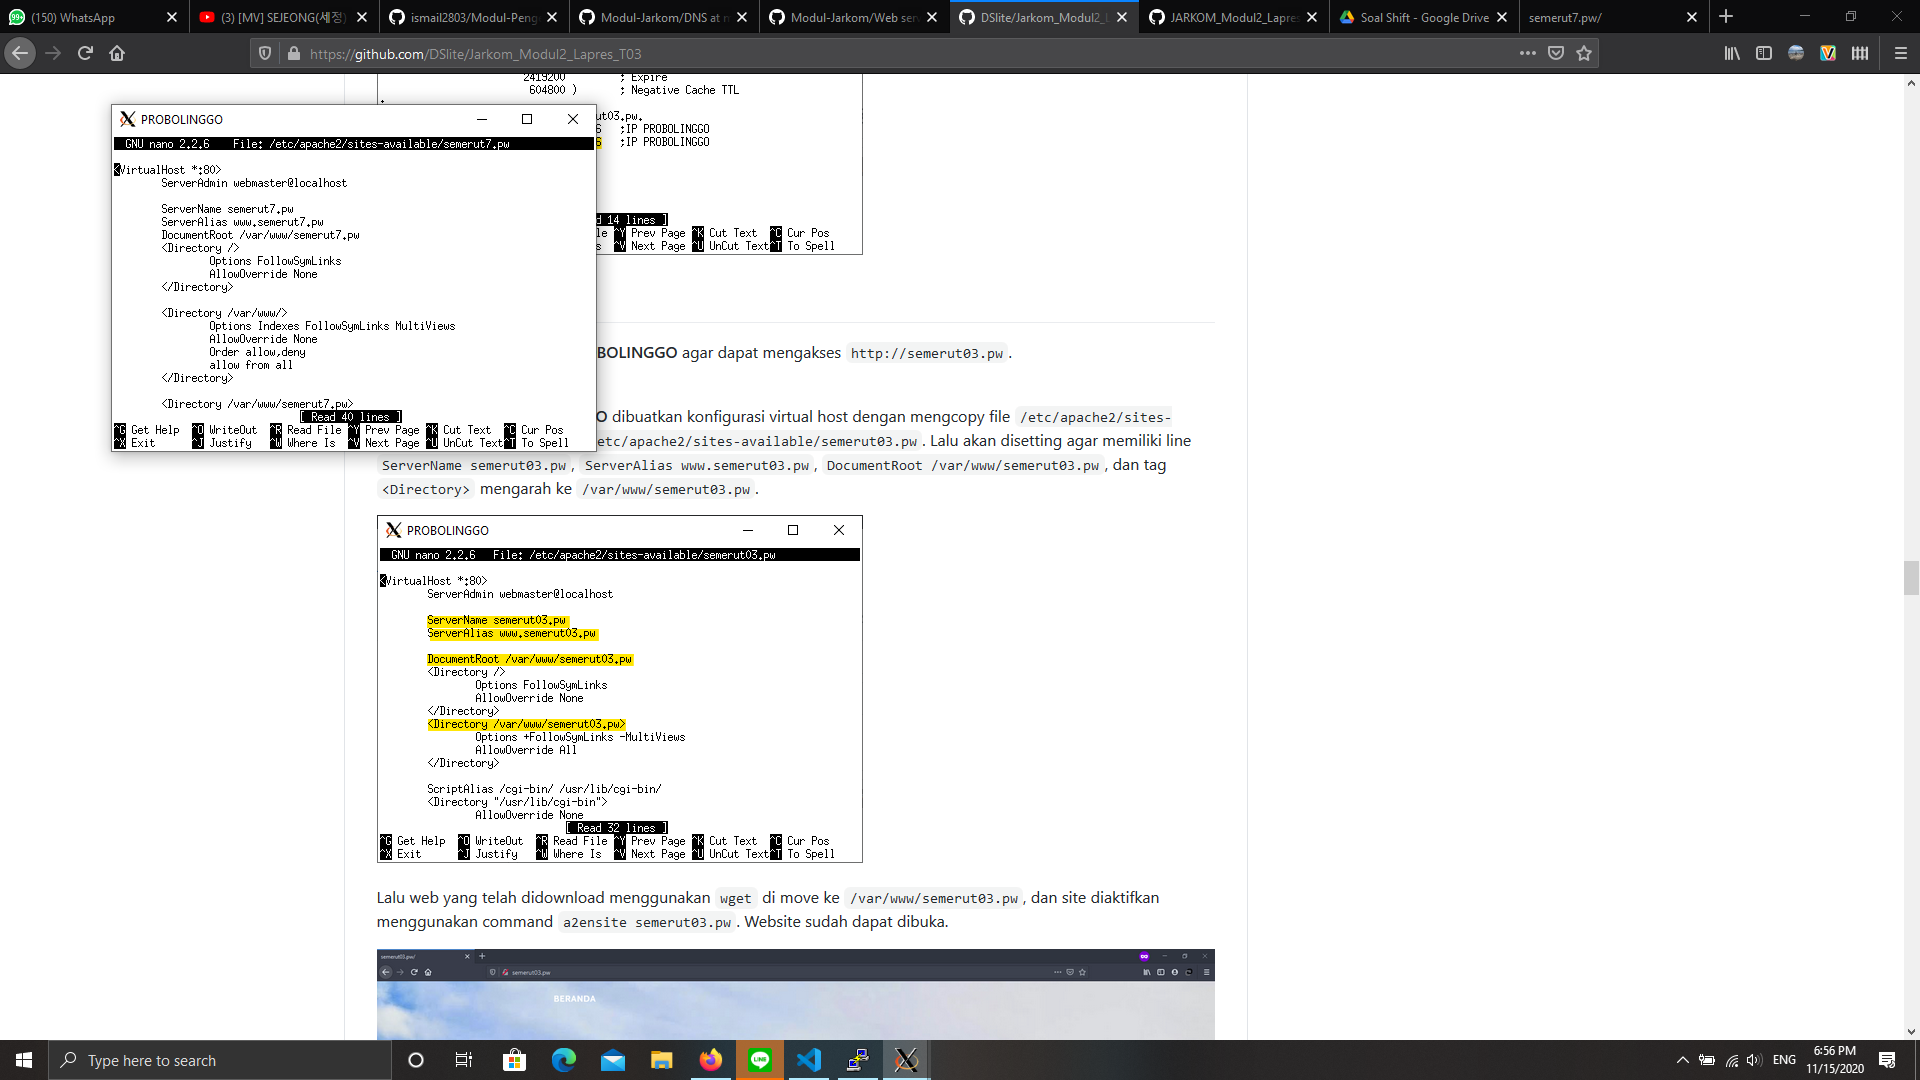 (150) WhatsApp
(3) [MV] SEJEONG(세정)
ismail2803/Modul-Peng
Modul-Jarkom/DNS at m
Modul-Jarkom/Web serv
DSlite/Jarkom_Modul2_L
JARKOM_Modul2_Lapres
Soal Shift - Google Drive
semerut7.pw/
https://github.com/DSlite/Jarkom_Modul2_Lapres_T03
2419200 ; Expire
604800 ) ; Negative Cache TTL
;
ut03.pw.
6 ;IP PROBOLINGGO
6 ;IP PROBOLINGGO
d 14 lines ]
le ^Y Prev Page ^K Cut Text ^C Cur Pos
s ^V Next Page ^U UnCut Text^T To Spell
PROBOLINGGO
GNU nano 2.2.6 File: /etc/apache2/sites-available/semerut7.pw
<VirtualHost *:80>
ServerAdmin webmaster@localhost
ServerName semerut7.pw
ServerAlias www.semerut7.pw
DocumentRoot /var/www/semerut7.pw
<Directory />
Options FollowSymLinks
AllowOverride None
</Directory>
<Directory /var/www/>
Options Indexes FollowSymLinks MultiViews
AllowOverride None
Order allow,deny
allow from all
</Directory>
<Directory /var/www/semerut7.pw>
[ Read 40 lines ]
^G Get Help ^O WriteOut ^R Read File ^Y Prev Page ^K Cut Text ^C Cur Pos
^X Exit ^J Justify ^W Where Is ^V Next Page ^U UnCut Text^T To Spell
BOLINGGO agar dapat mengakses http://semerut03.pw .
O dibuatkan konfigurasi virtual host dengan mengcopy file /etc/apache2/sites-
etc/apache2/sites-available/semerut03.pw . Lalu akan disetting agar memiliki line
ServerName semerut03.pw , ServerAlias www.semerut03.pw , DocumentRoot /var/www/semerut03.pw , dan tag
<Directory> mengarah ke /var/www/semerut03.pw .
PROBOLINGGO
GNU nano 2.2.6 File: /etc/apache2/sites-available/semerut03.pw
<VirtualHost *:80>
ServerAdmin webmaster@localhost
ServerName semerut03.pw
ServerAlias www.semerut03.pw
DocumentRoot /var/www/semerut03.pw
<Directory />
Options FollowSymLinks
AllowOverride None
</Directory>
<Directory /var/www/semerut03.pw>
Options +FollowSymLinks -MultiViews
AllowOverride All
</Directory>
ScriptAlias /cgi-bin/ /usr/lib/cgi-bin/
<Directory "/usr/lib/cgi-bin">
AllowOverride None
[ Read 32 lines ]
^G Get Help ^O WriteOut ^R Read File ^Y Prev Page ^K Cut Text ^C Cur Pos
^X Exit ^J Justify ^W Where Is ^V Next Page ^U UnCut Text^T To Spell
Lalu web yang telah didownload menggunakan wget di move ke /var/www/semerut03.pw , dan site diaktifkan
menggunakan command a2ensite semerut03.pw . Website sudah dapat dibuka.
semerut03.pw/
semerut03.pw
BERANDA
Type here to search
LINE
ENG
6:56 PM
11/15/2020